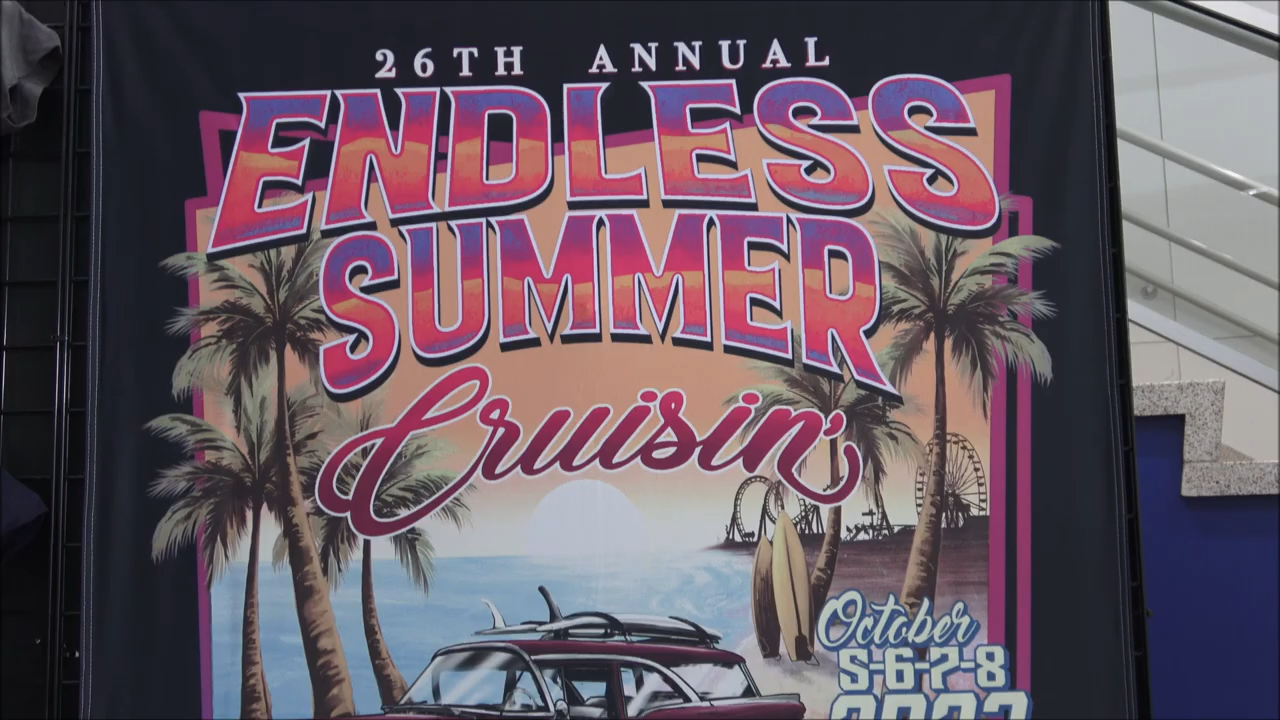 26TH ANNUAL
ENDLESS
SUMMER
Cruisin'
October
5-6-7-8